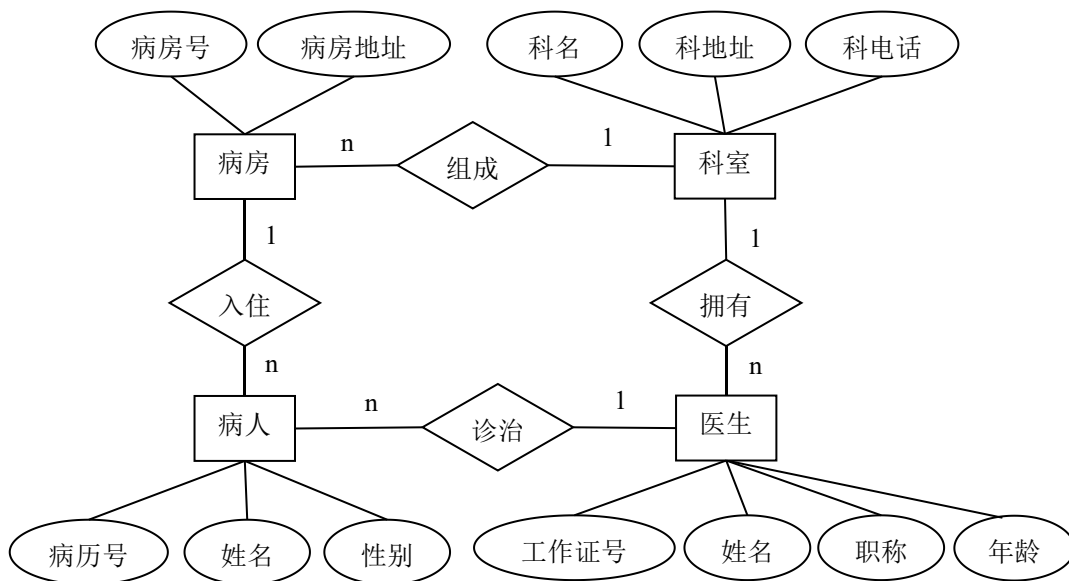 病房号 病房地址 科名 科地址 科电话
病房 n 组成 1 科室
1 1
入住 拥有
n n
病人 n 诊治 1 医生
病历号 姓名 性别 工作证号 姓名 职称 年龄